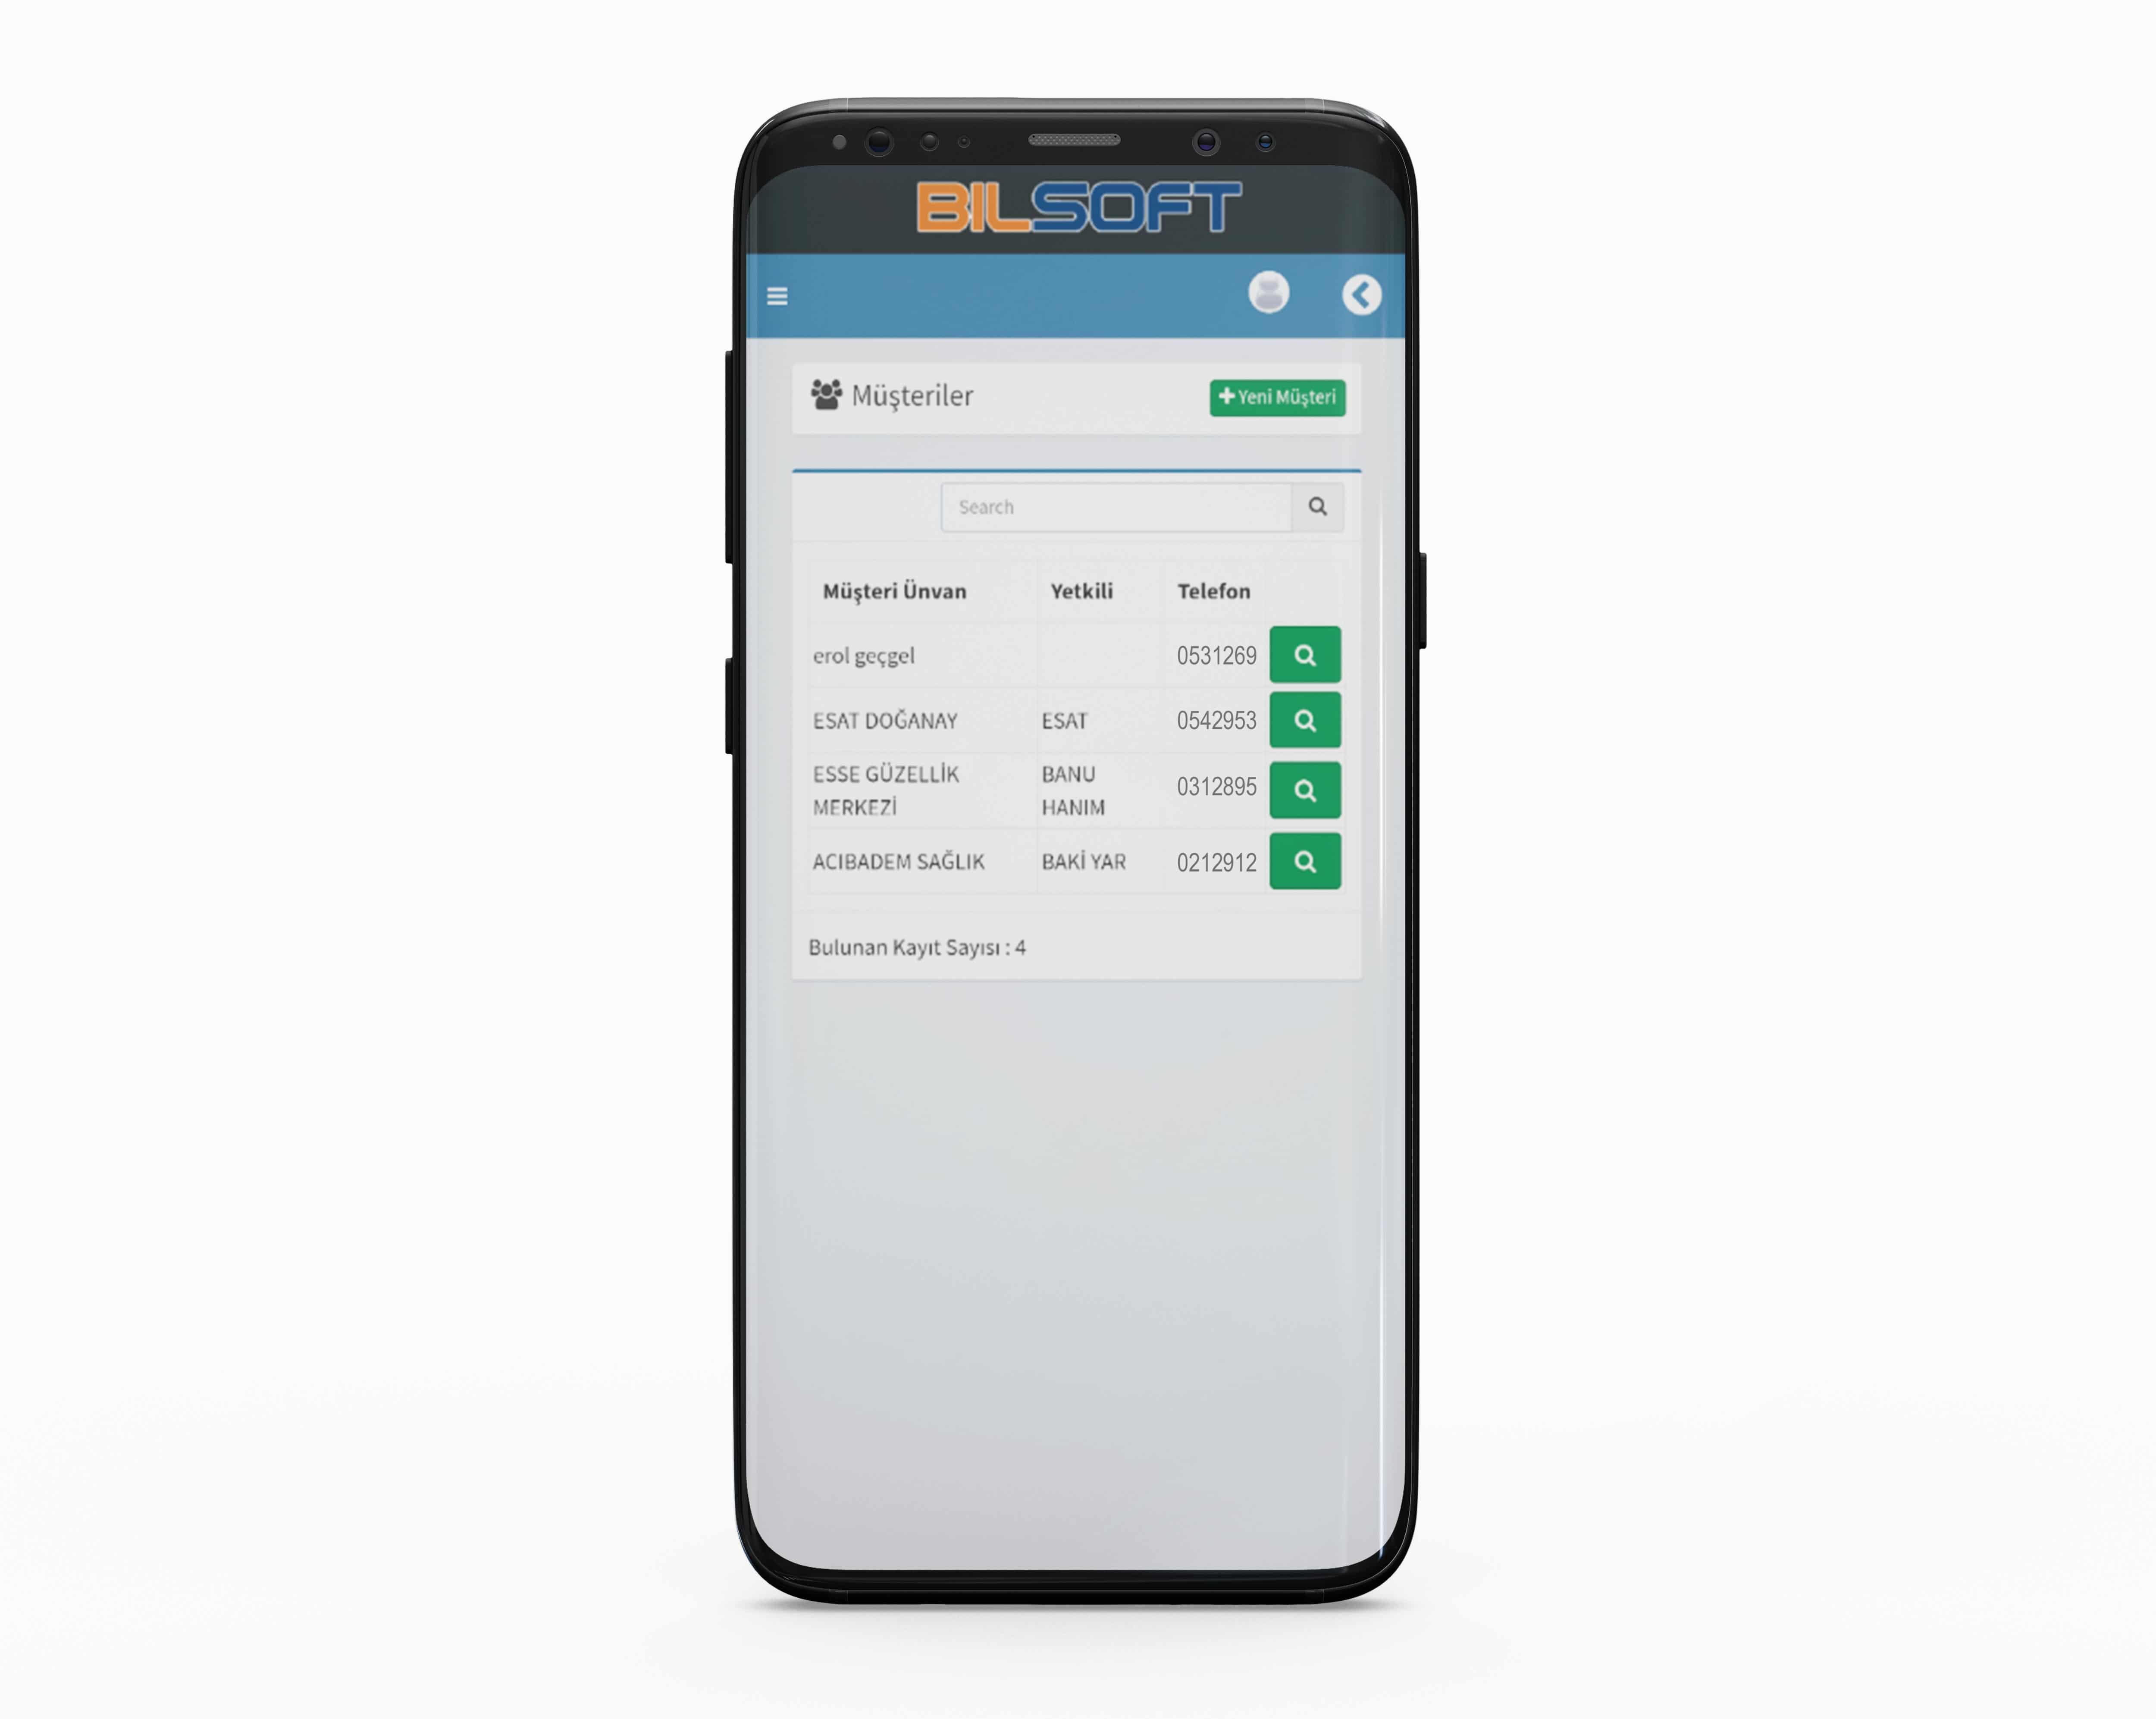 BILSOFT
Müşteriler
Yeni Müşteri
Search
Müşteri Ünvan Yetkili Telefon
erol geçgel 0531269
ESAT DOĞANAY ESAT 0542953
ESSE GÜZELLİK MERKEZİ BANU HANIM 0312895
ACIBADEM SAĞLIK BAKİ YAR 0212912
Bulunan Kayıt Sayısı : 4